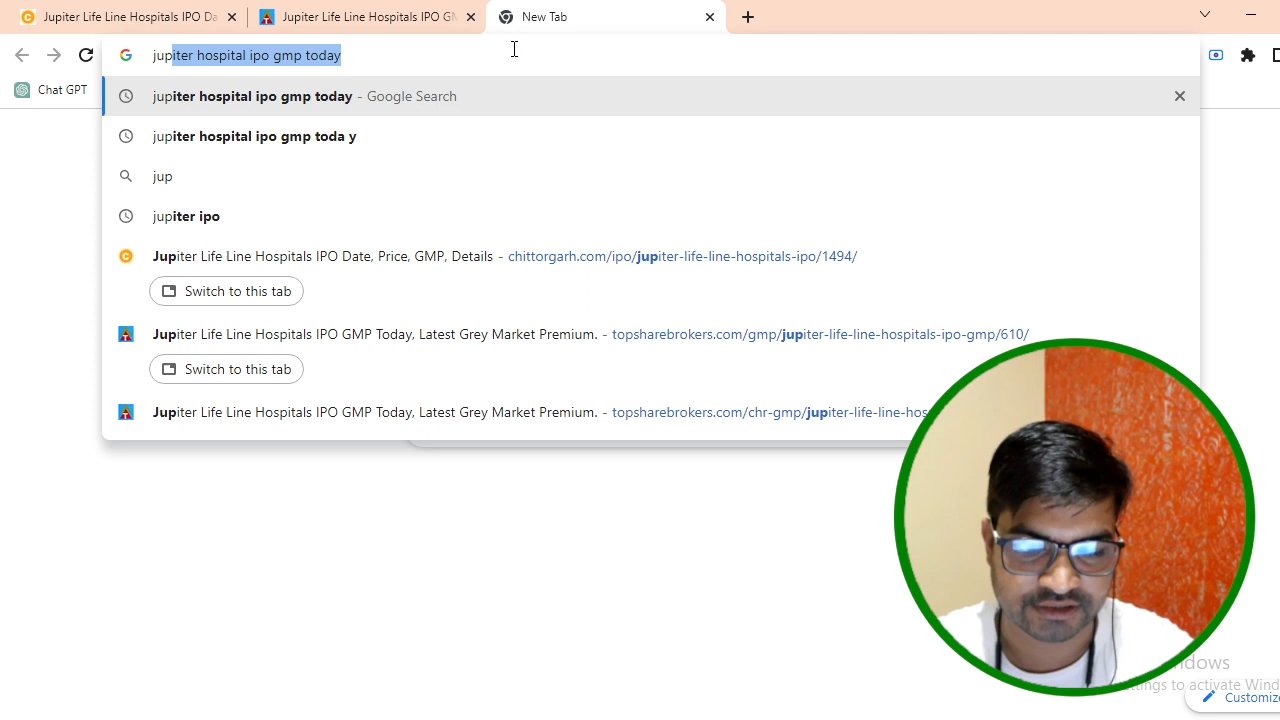 Jupiter Life Line Hospitals IPO Da
Jupiter Life Line Hospitals IPO GM
New Tab
jupiter hospital ipo gmp today
Chat GPT
jupiter hospital ipo gmp today - Google Search
jupiter hospital ipo gmp toda y
jup
jupiter ipo
Jupiter Life Line Hospitals IPO Date, Price, GMP, Details - chittorgarh.com/ipo/jupiter-life-line-hospitals-ipo/1494/
Switch to this tab
Jupiter Life Line Hospitals IPO GMP Today, Latest Grey Market Premium. - topsharebrokers.com/gmp/jupiter-life-line-hospitals-ipo-gmp/610/
Switch to this tab
Jupiter Life Line Hospitals IPO GMP Today, Latest Grey Market Premium. - topsharebrokers.com/chr-gmp/jupiter-life-line-hos
dows
ttings to activate Wind
Customize